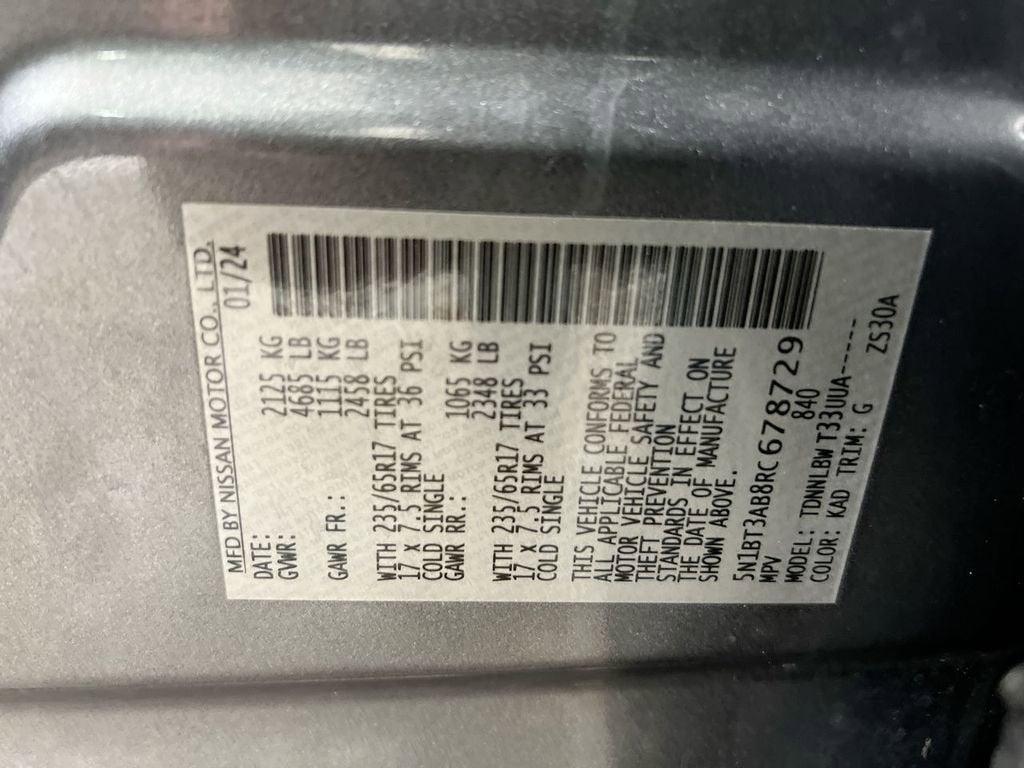 MFD BY NISSAN MOTOR CO., LTD.
DATE: 01/24
GVWR: 2125 KG
4685 LB
GAWR FR.: 1115 KG
2458 LB
WITH 235/65R17 TIRES
17 X 7.5 RIMS AT 36 PSI
COLD SINGLE
GAWR RR.: 1065 KG
2348 LB
WITH 235/65R17 TIRES
17 X 7.5 RIMS AT 33 PSI
COLD SINGLE
THIS VEHICLE CONFORMS TO
ALL APPLICABLE FEDERAL
MOTOR VEHICLE SAFETY AND
THEFT PREVENTION
STANDARDS IN EFFECT ON
THE DATE OF MANUFACTURE
SHOWN ABOVE.
5N1BT3AB8RC678729
MPV 840
MODEL: TDNNLBW T33UUA-----
COLOR: KAD TRIM: G ZS30A